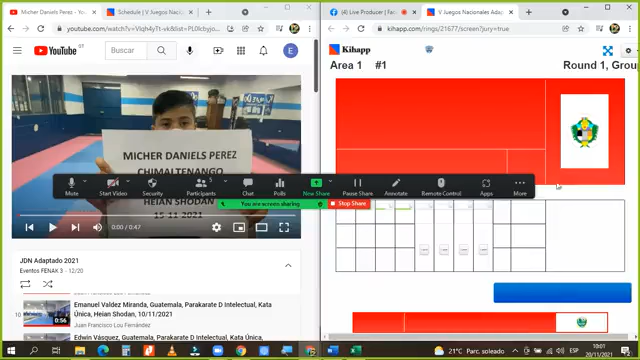 Micher Daniels Perez
Schedule | V Juegos Nacional
(4) Live Producer | Fac
V Juegos Nacionales Adapta
youtube.com/watch?v=Vlqh4yTt-vk&list=PL0lcbyjo...
kihapp.com/rings/21677/screen?jury=true
YouTube
GT
Buscar
E
Kihapp
Area 1 #1
Round 1, Grou
MICHER DANIELS PEREZ
CHIMALTENANGO
HEIAN SHODAN
15-11-2021
Mute
Start Video
Security
Participants
5
Chat
Polls
New Share
Pause Share
Annotate
Remote Control
Apps
More
You are screen sharing
Stop Share
0:00 / 0:47
JDN Adaptado 2021
Eventos FENAK 3 - 12/20
10
0:56
Emanuel Valdez Miranda, Guatemala, Parakarate D Intelectual, Kata
Única, Heian Shodan, 10/11/2021
Juan Francisco Lou Fernández
Edwin Vásquez, Guatemala, Parakarate D Intelectual, Kata
21°C Parc. soleado
ESP
10:01
20/11/2021